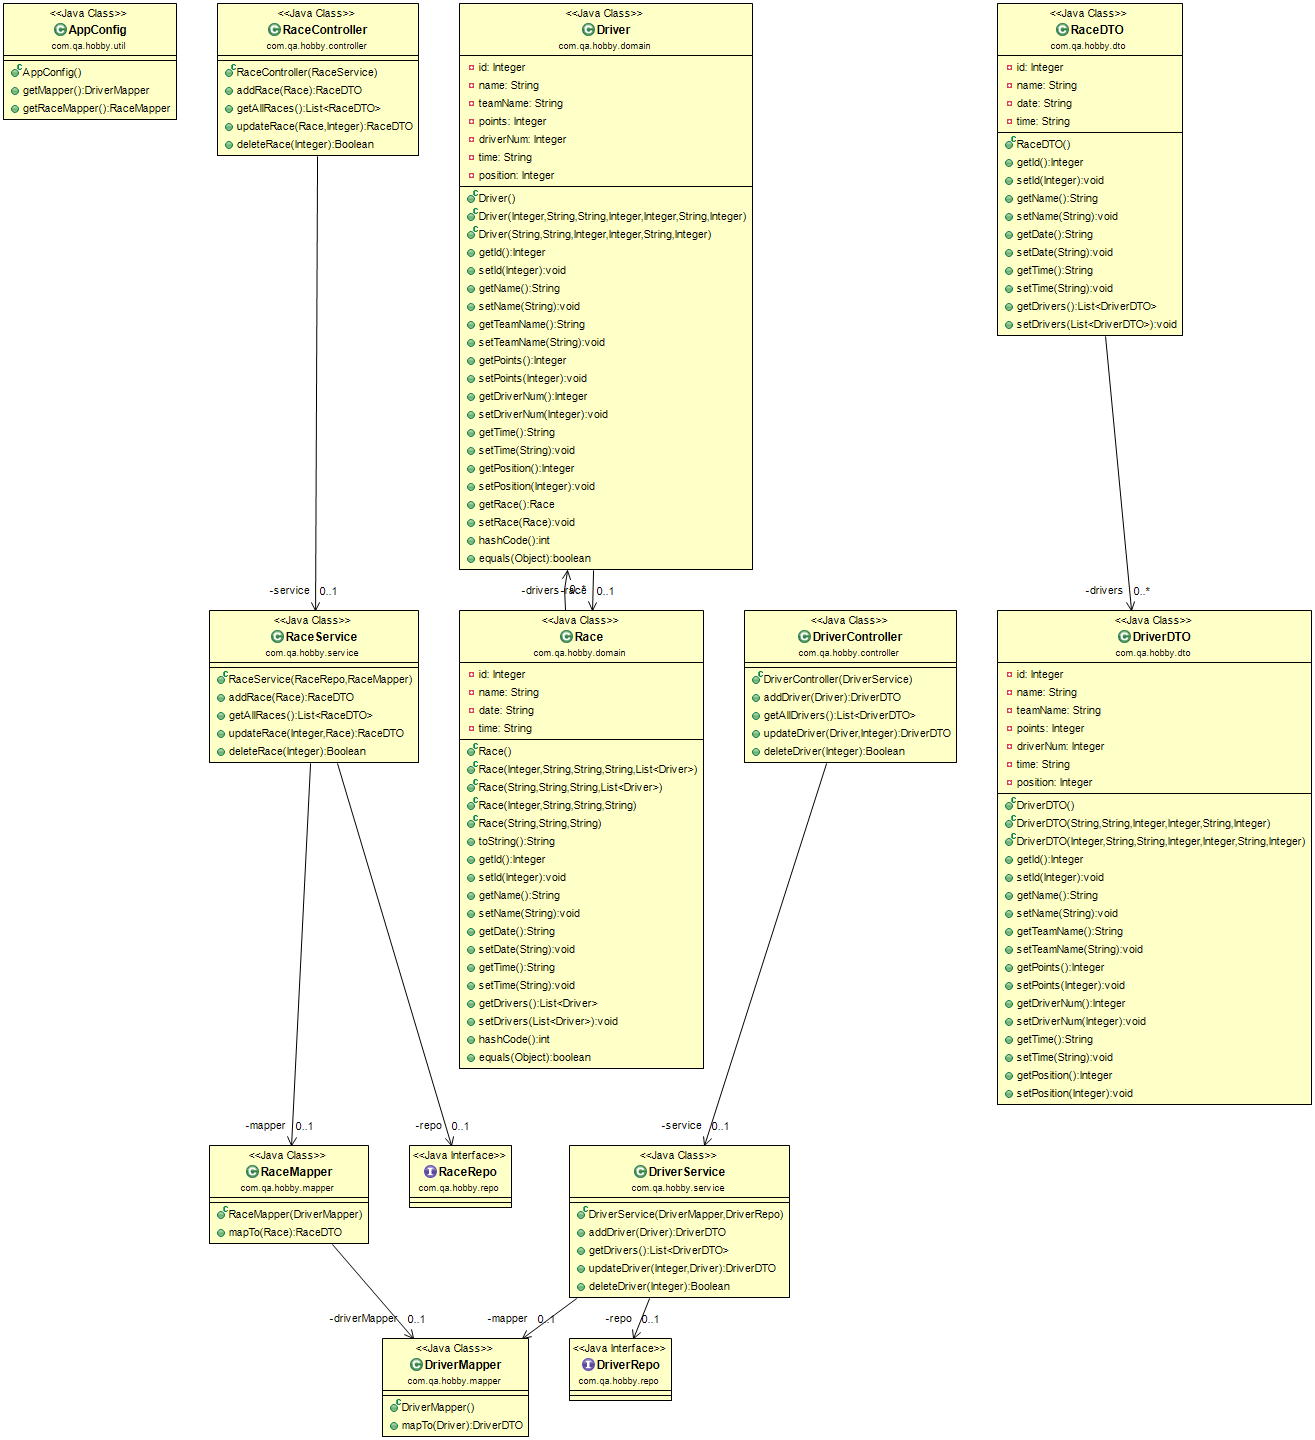 <<Java Class>>
AppConfig
com.qa.hobby.util
AppConfig()
getMapper():DriverMapper
getRaceMapper():RaceMapper
<<Java Class>>
RaceController
com.qa.hobby.controller
RaceController(RaceService)
addRace(Race):RaceDTO
getAllRaces():List<RaceDTO>
updateRace(Race,Integer):RaceDTO
deleteRace(Integer):Boolean
<<Java Class>>
Driver
com.qa.hobby.domain
id: Integer
name: String
teamName: String
points: Integer
driverNum: Integer
time: String
position: Integer
Driver()
Driver(Integer,String,String,Integer,Integer,String,Integer)
Driver(String,String,Integer,Integer,String,Integer)
getId():Integer
setId(Integer):void
getName():String
setName(String):void
getTeamName():String
setTeamName(String):void
getPoints():Integer
setPoints(Integer):void
getDriverNum():Integer
setDriverNum(Integer):void
getTime():String
setTime(String):void
getPosition():Integer
setPosition(Integer):void
getRace():Race
setRace(Race):void
hashCode():int
equals(Object):boolean
<<Java Class>>
RaceDTO
com.qa.hobby.dto
id: Integer
name: String
date: String
time: String
RaceDTO()
getId():Integer
setId(Integer):void
getName():String
setName(String):void
getDate():String
setDate(String):void
getTime():String
setTime(String):void
getDrivers():List<DriverDTO>
setDrivers(List<DriverDTO>):void
-service 0..1
-drivers 0..*
-race 0..1
-drivers 0..*
<<Java Class>>
RaceService
com.qa.hobby.service
RaceService(RaceRepo,RaceMapper)
addRace(Race):RaceDTO
getAllRaces():List<RaceDTO>
updateRace(Integer,Race):RaceDTO
deleteRace(Integer):Boolean
<<Java Class>>
Race
com.qa.hobby.domain
id: Integer
name: String
date: String
time: String
Race()
Race(Integer,String,String,String,List<Driver>)
Race(String,String,String,List<Driver>)
Race(Integer,String,String,String)
Race(String,String,String)
toString():String
getId():Integer
setId(Integer):void
getName():String
setName(String):void
getDate():String
setDate(String):void
getTime():String
setTime(String):void
getDrivers():List<Driver>
setDrivers(List<Driver>):void
hashCode():int
equals(Object):boolean
<<Java Class>>
DriverController
com.qa.hobby.controller
DriverController(DriverService)
addDriver(Driver):DriverDTO
getAllDrivers():List<DriverDTO>
updateDriver(Driver,Integer):DriverDTO
deleteDriver(Integer):Boolean
<<Java Class>>
DriverDTO
com.qa.hobby.dto
id: Integer
name: String
teamName: String
points: Integer
driverNum: Integer
time: String
position: Integer
DriverDTO()
DriverDTO(String,String,Integer,Integer,String,Integer)
DriverDTO(Integer,String,String,Integer,Integer,String,Integer)
getId():Integer
setId(Integer):void
getName():String
setName(String):void
getTeamName():String
setTeamName(String):void
getPoints():Integer
setPoints(Integer):void
getDriverNum():Integer
setDriverNum(Integer):void
getTime():String
setTime(String):void
getPosition():Integer
setPosition(Integer):void
-mapper 0..1
-repo 0..1
-service 0..1
<<Java Class>>
RaceMapper
com.qa.hobby.mapper
RaceMapper(DriverMapper)
mapTo(Race):RaceDTO
<<Java Interface>>
RaceRepo
com.qa.hobby.repo
<<Java Class>>
DriverService
com.qa.hobby.service
DriverService(DriverMapper,DriverRepo)
addDriver(Driver):DriverDTO
getDrivers():List<DriverDTO>
updateDriver(Integer,Driver):DriverDTO
deleteDriver(Integer):Boolean
-driverMapper 0..1
-mapper 0..1
-repo 0..1
<<Java Class>>
DriverMapper
com.qa.hobby.mapper
DriverMapper()
mapTo(Driver):DriverDTO
<<Java Interface>>
DriverRepo
com.qa.hobby.repo